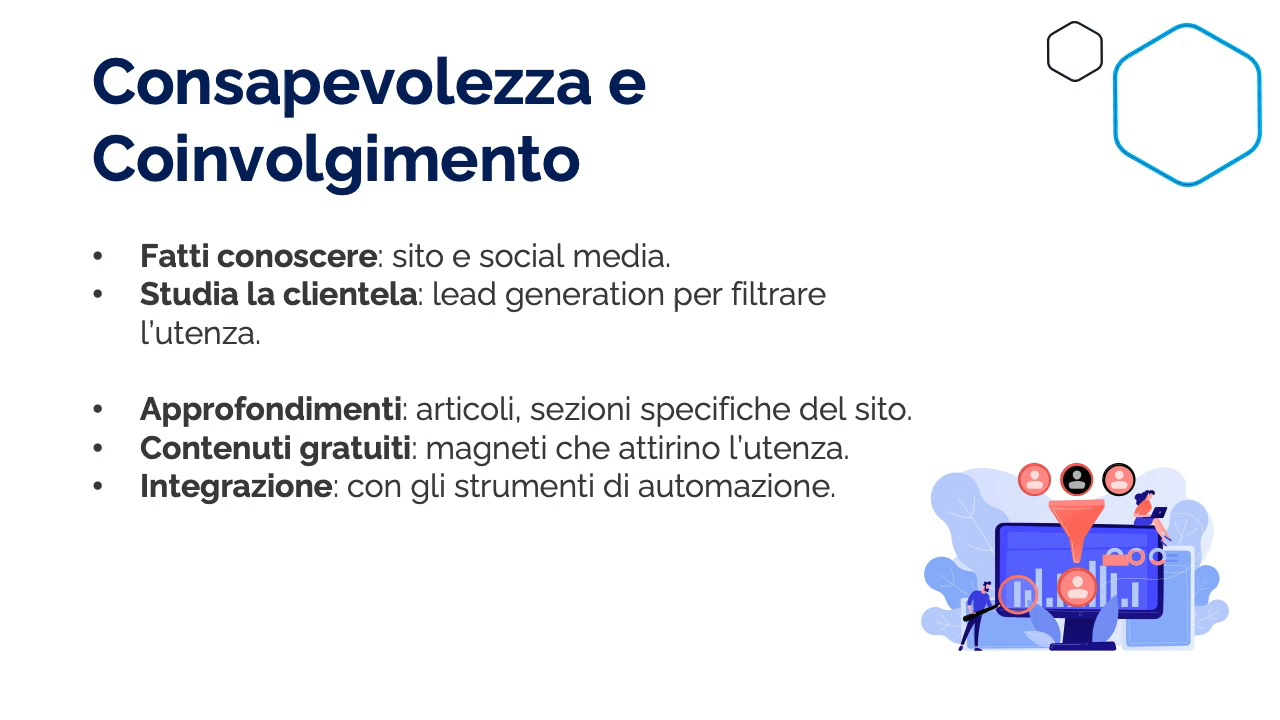 Consapevolezza e
Coinvolgimento
• Fatti conoscere: sito e social media.
• Studia la clientela: lead generation per filtrare
l’utenza.
• Approfondimenti: articoli, sezioni specifiche del sito.
• Contenuti gratuiti: magneti che attirino l’utenza.
• Integrazione: con gli strumenti di automazione.